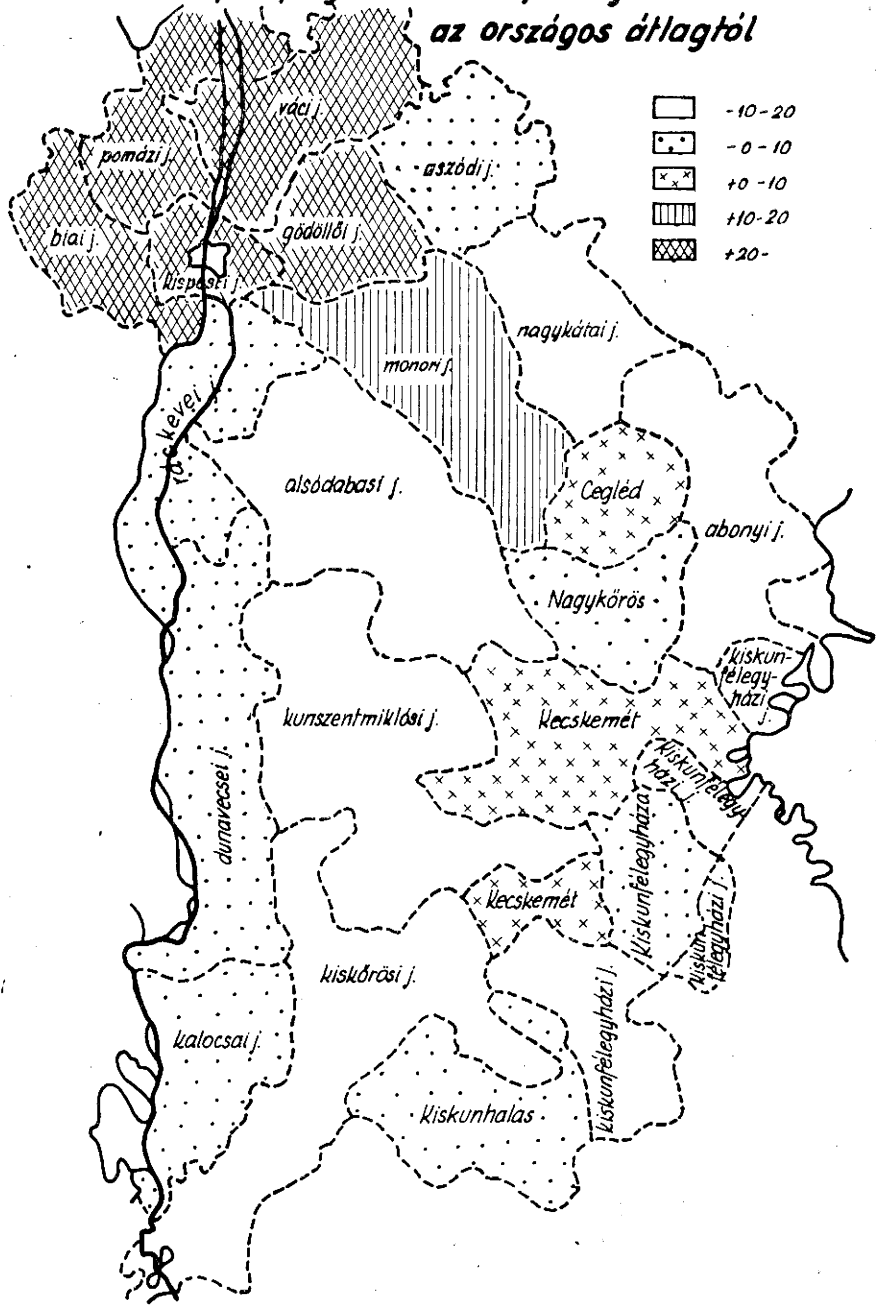 az országos átlagtól
-10-20
-0-10
+0-10
+10-20
+20-
váci j.
pomázi j.
aszódi j.
biai j.
gödöllői j.
kispesti j.
nagykátai j.
monori j.
ráckevei j.
alsódabasi j.
Cegléd
abonyi j.
Nagykőrös
kiskun-
félegy-
házi j.
kunszentmiklósi j.
Kecskemét
kiskunfélegy-
házi j.
dunavecsei j.
Kiskunfélegyháza
Kecskemét
kiskun
félegyházi j.
kiskőrösi j.
kiskunfélegyházi j.
kalocsai j.
Kiskunhalas